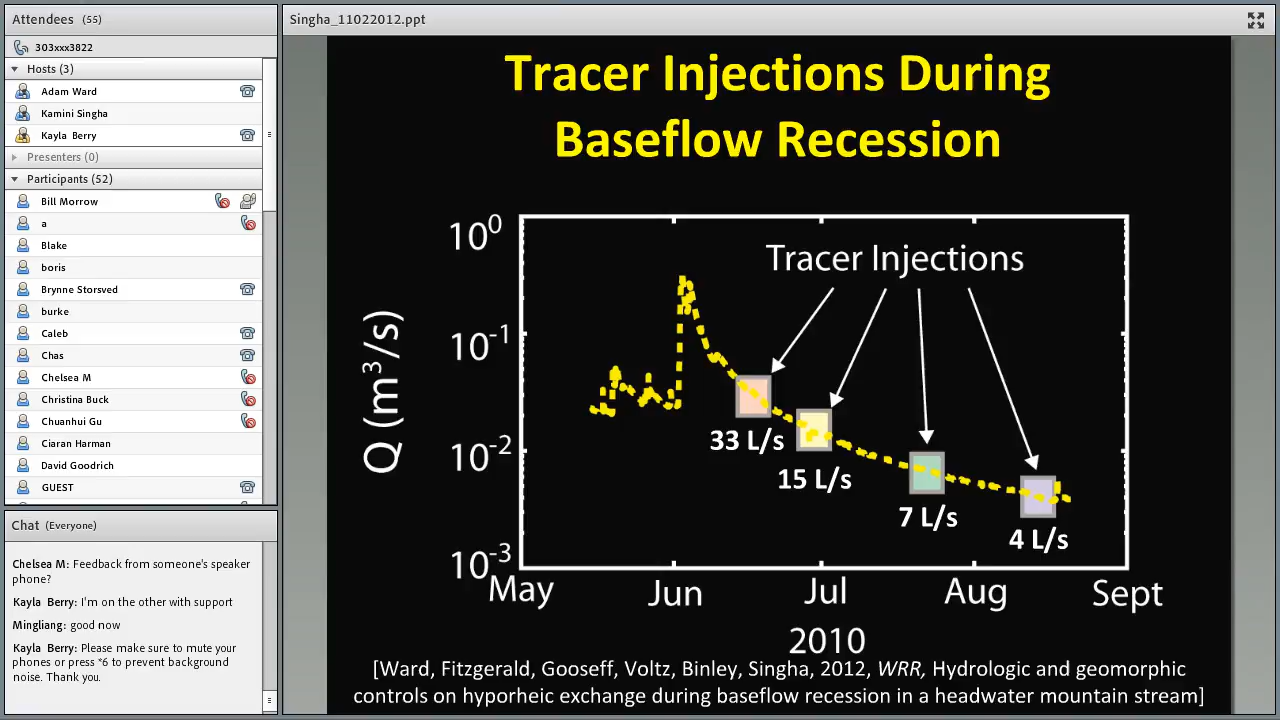 Attendees (55)
303xxx3822
Hosts (3)
Adam Ward
Kamini Singha
Kayla Berry
Presenters (0)
Participants (52)
Bill Morrow
a
Blake
boris
Brynne Storsved
burke
Caleb
Chas
Chelsea M
Christina Buck
Chuanhui Gu
Ciaran Harman
David Goodrich
GUEST
Chat (Everyone)
Chelsea M: Feedback from someone's speaker
phone?
Kayla Berry: I'm on the other with support
Mingliang: good now
Kayla Berry: Please make sure to mute your
phones or press *6 to prevent background
noise. Thank you.
Singha_11022012.ppt
Tracer Injections During
Baseflow Recession
Tracer Injections
Q (m³/s)
10⁰
10⁻¹
10⁻²
10⁻³
33 L/s
15 L/s
7 L/s
4 L/s
May Jun Jul Aug Sept
2010
[Ward, Fitzgerald, Gooseff, Voltz, Binley, Singha, 2012, WRR, Hydrologic and geomorphic
controls on hyporheic exchange during baseflow recession in a headwater mountain stream]